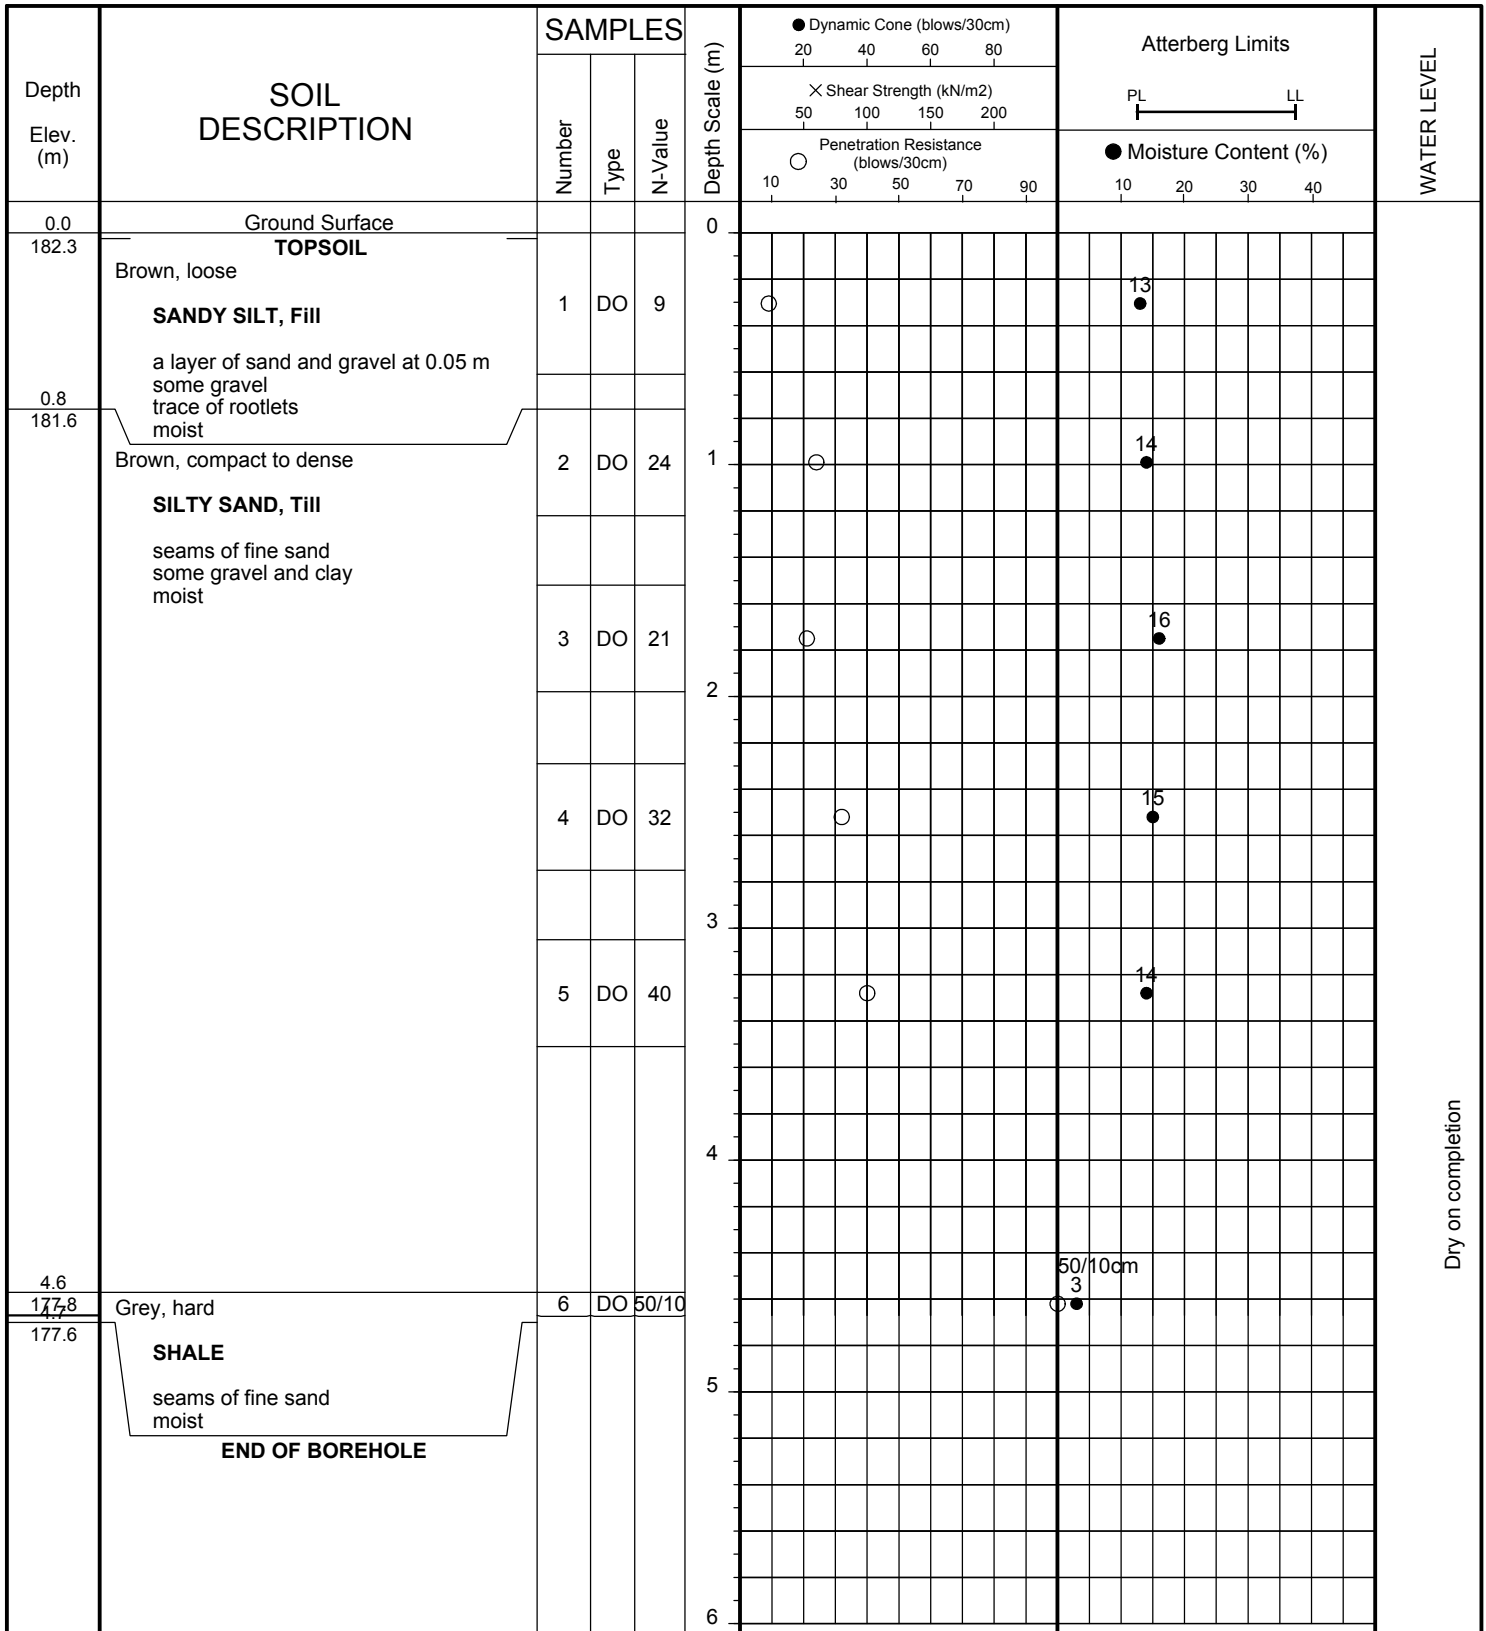 Depth
Elev.
(m)
SOIL
DESCRIPTION
SAMPLES
Number
Type
N-Value
Depth Scale (m)
Dynamic Cone (blows/30cm)
20 40 60 80
Shear Strength (kN/m2)
50 100 150 200
Penetration Resistance
(blows/30cm)
10 30 50 70 90
Atterberg Limits
PL LL
Moisture Content (%)
10 20 30 40
WATER LEVEL
0.0 Ground Surface 0
182.3 TOPSOIL
Brown, loose
13
1 DO 9
SANDY SILT, Fill
a layer of sand and gravel at 0.05 m
some gravel
0.8 trace of rootlets
181.6 moist
14
Brown, compact to dense 2 DO 24 1
SILTY SAND, Till
seams of fine sand
some gravel and clay
moist
16
3 DO 21
2
15
4 DO 32
3
14
5 DO 40
4
Dry on completion
50/10cm
4.6 3
177.8 Grey, hard 6 DO 50/10
4.7
177.6
SHALE
5
seams of fine sand
moist
END OF BOREHOLE
6